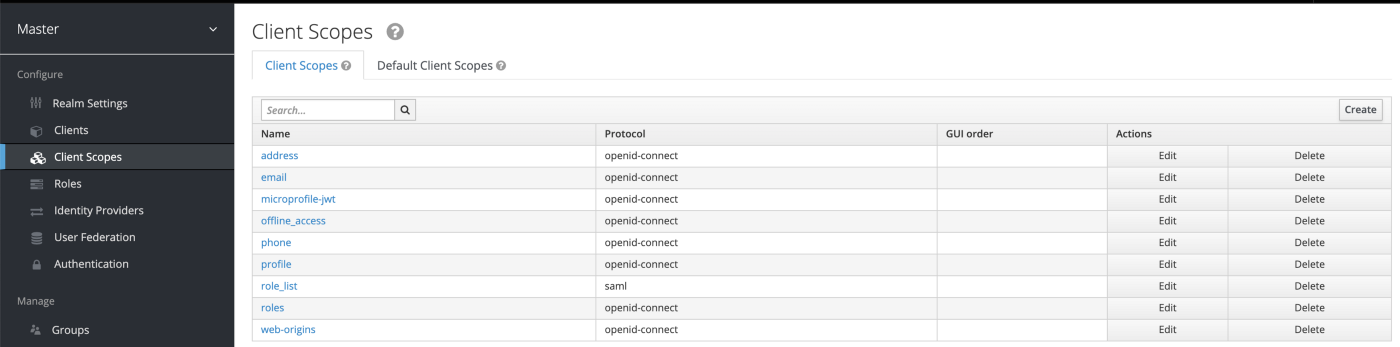 Master
Configure
Realm Settings
Clients
Client Scopes
Roles
Identity Providers
User Federation
Authentication
Manage
Groups
Client Scopes ?
Client Scopes ? Default Client Scopes ?
Search... Create
Name Protocol GUI order Actions
address openid-connect Edit Delete
email openid-connect Edit Delete
microprofile-jwt openid-connect Edit Delete
offline_access openid-connect Edit Delete
phone openid-connect Edit Delete
profile openid-connect Edit Delete
role_list saml Edit Delete
roles openid-connect Edit Delete
web-origins openid-connect Edit Delete